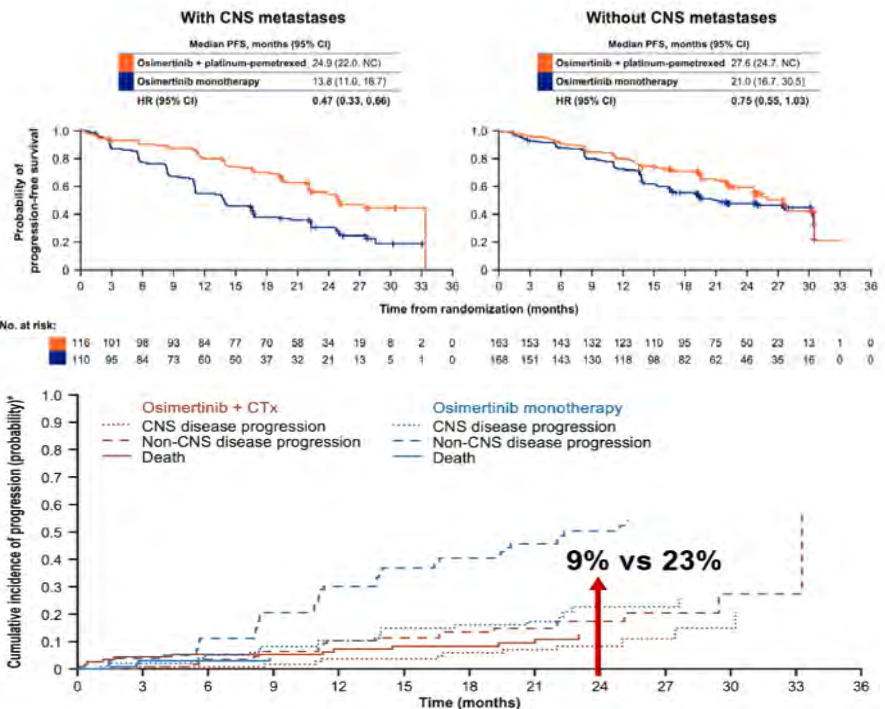 With CNS metastases
Median PFS, months (95% CI)
Osimertinib + platinum-pemetrexed 24.9 (22.0, NC)
Osimertinib monotherapy 13.8 (11.0, 16.7)
HR (95% CI) 0.47 (0.33, 0.66)
Without CNS metastases
Median PFS, months (95% CI)
Osimertinib + platinum-pemetrexed 27.6 (24.7, NC)
Osimertinib monotherapy 21.0 (16.7, 30.5)
HR (95% CI) 0.75 (0.55, 1.03)
Probability of
progression-free survival
1.0
0.8
0.6
0.4
0.2
0
0 3 6 9 12 15 18 21 24 27 30 33 36
1.0
0.8
0.6
0.4
0.2
0
0 3 6 9 12 15 18 21 24 27 30 33 36
Time from randomization (months)
No. at risk:
116 101 98 93 84 77 70 58 34 19 8 2 0
110 95 84 73 60 50 37 32 21 13 5 1 0
163 153 143 132 123 110 95 75 50 23 13 1 0
168 151 143 130 118 98 82 62 46 35 16 0 0
Cumulative incidence of progression (probability)
1.0
0.9
0.8
0.7
0.6
0.5
0.4
0.3
0.2
0.1
0
Osimertinib + CTx
CNS disease progression
Non-CNS disease progression
Death
Osimertinib monotherapy
CNS disease progression
Non-CNS disease progression
Death
9% vs 23%
0 3 6 9 12 15 18 21 24 27 30 33 36
Time (months)